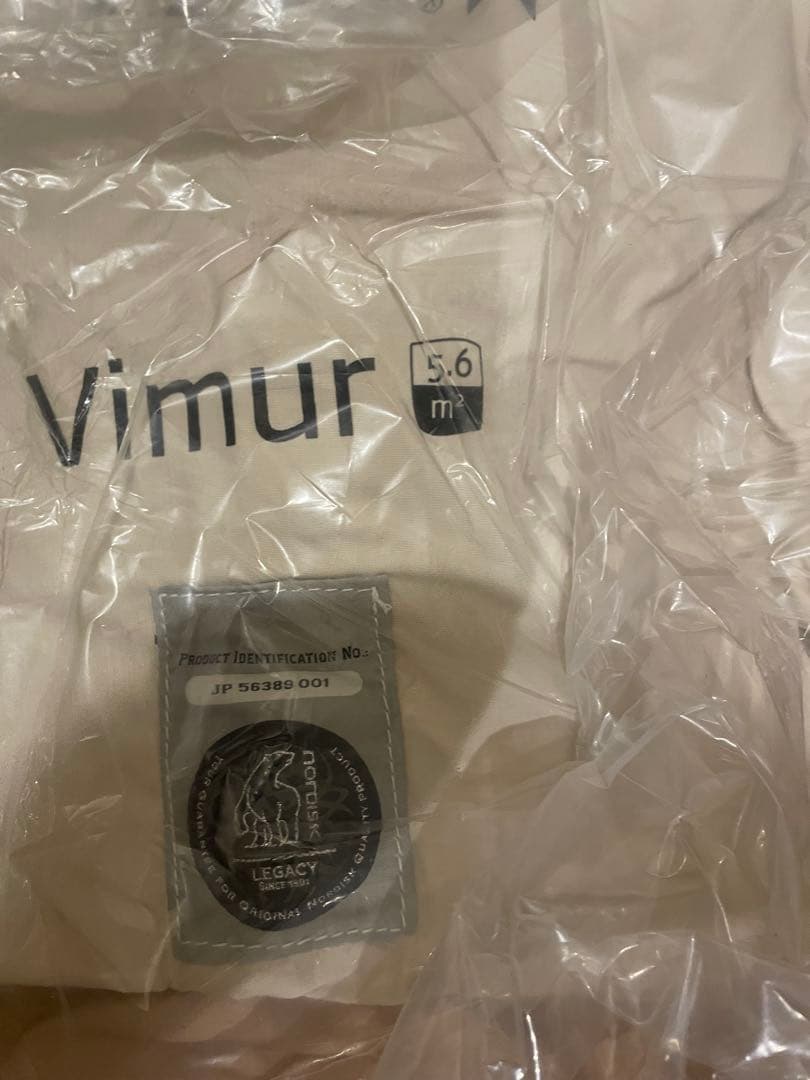 ®
Vimur
5.6
m²
PRODUCT IDENTIFICATION NO.:
JP 56389 001
NORDISK
YOUR GUARANTEE FOR ORIGINAL NORDISK QUALITY PRODUCT
LEGACY
SINCE 1901